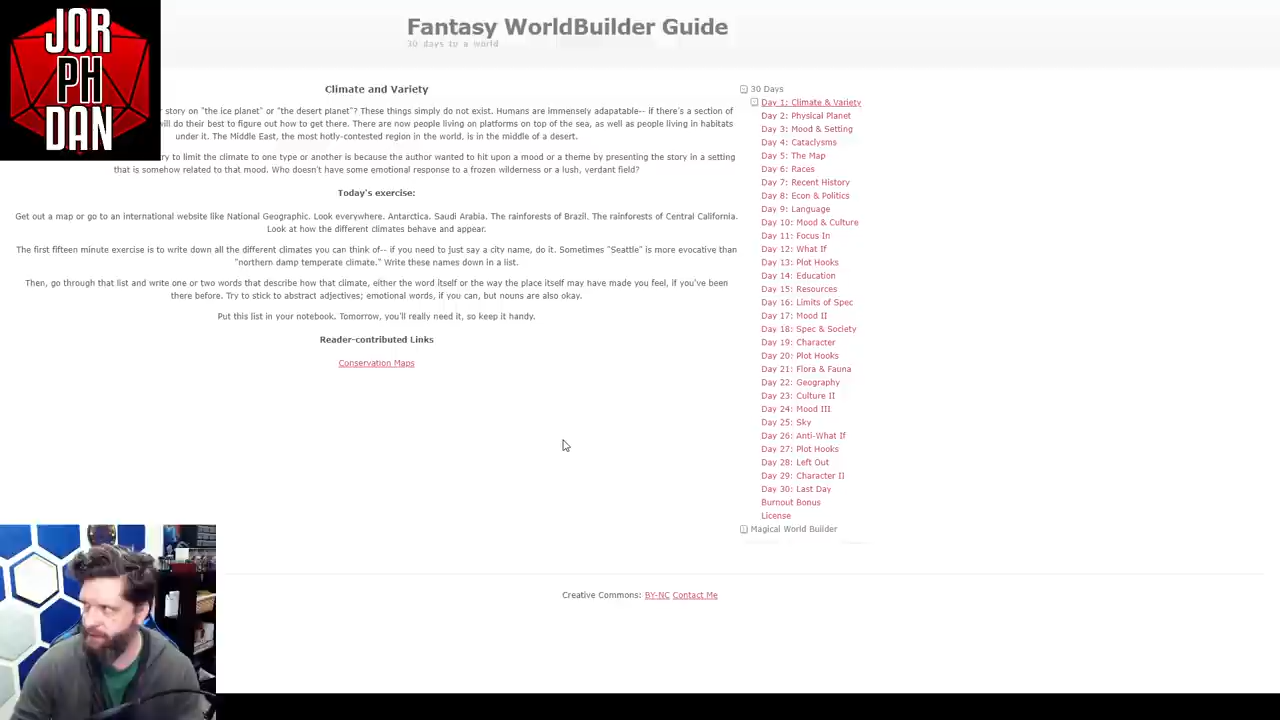 JOR
PH
DAN
Fantasy WorldBuilder Guide
30 days to a world
Climate and Variety
r story on "the ice planet" or "the desert planet"? These things simply do not exist. Humans are immensely adapatable-- if there's a section of
will do their best to figure out how to get there. There are now people living on platforms on top of the sea, as well as people living in habitats
under it. The Middle East, the most hotly-contested region in the world, is in the middle of a desert.
ry to limit the climate to one type or another is because the author wanted to hit upon a mood or a theme by presenting the story in a setting
that is somehow related to that mood. Who doesn't have some emotional response to a frozen wilderness or a lush, verdant field?
Today's exercise:
Get out a map or go to an international website like National Geographic. Look everywhere. Antarctica. Saudi Arabia. The rainforests of Brazil. The rainforests of Central California.
Look at how the different climates behave and appear.
The first fifteen minute exercise is to write down all the different climates you can think of-- if you need to just say a city name, do it. Sometimes "Seattle" is more evocative than
"northern damp temperate climate." Write these names down in a list.
Then, go through that list and write one or two words that describe how that climate, either the word itself or the way the place itself may have made you feel, if you've been
there before. Try to stick to abstract adjectives; emotional words, if you can, but nouns are also okay.
Put this list in your notebook. Tomorrow, you'll really need it, so keep it handy.
Reader-contributed Links
Conservation Maps
30 Days
Day 1: Climate & Variety
Day 2: Physical Planet
Day 3: Mood & Setting
Day 4: Cataclysms
Day 5: The Map
Day 6: Races
Day 7: Recent History
Day 8: Econ & Politics
Day 9: Language
Day 10: Mood & Culture
Day 11: Focus In
Day 12: What If
Day 13: Plot Hooks
Day 14: Education
Day 15: Resources
Day 16: Limits of Spec
Day 17: Mood II
Day 18: Spec & Society
Day 19: Character
Day 20: Plot Hooks
Day 21: Flora & Fauna
Day 22: Geography
Day 23: Culture II
Day 24: Mood III
Day 25: Sky
Day 26: Anti-What If
Day 27: Plot Hooks
Day 28: Left Out
Day 29: Character II
Day 30: Last Day
Burnout Bonus
License
Magical World Builder
Creative Commons: BY-NC Contact Me